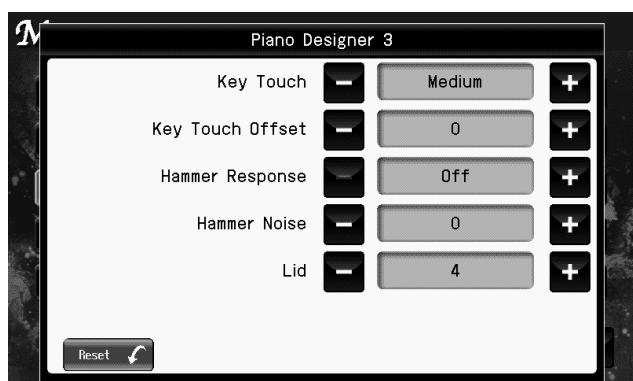 Piano Designer 3
Key Touch − Medium +
Key Touch Offset − 0 +
Hammer Response − Off +
Hammer Noise − 0 +
Lid − 4 +
Reset